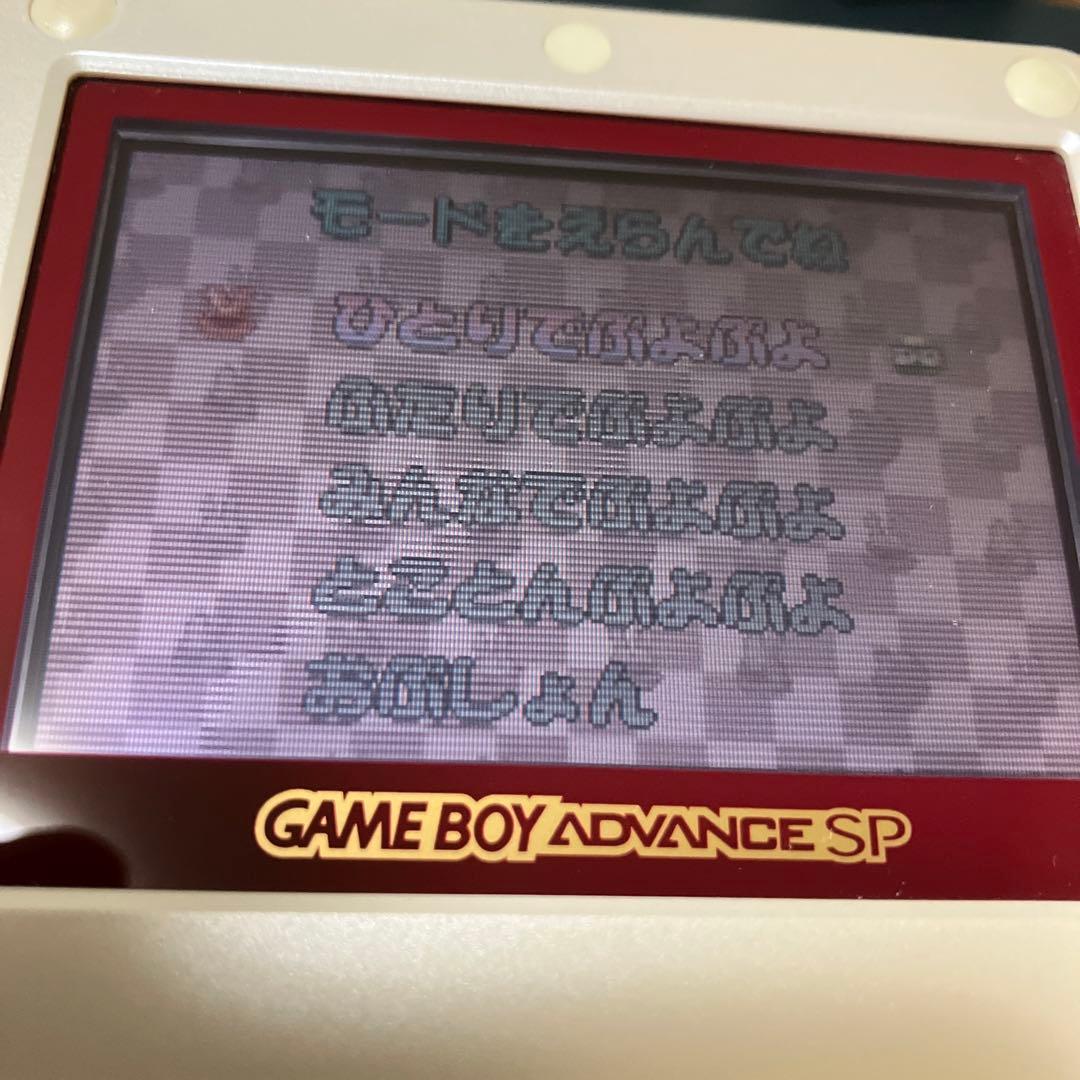 モードをえらんでね
ひとりでぷよぷよ
ふたりでぷよぷよ
みんなでぷよぷよ
とことんぷよぷよ
おぷしょん
GAME BOY ADVANCE SP